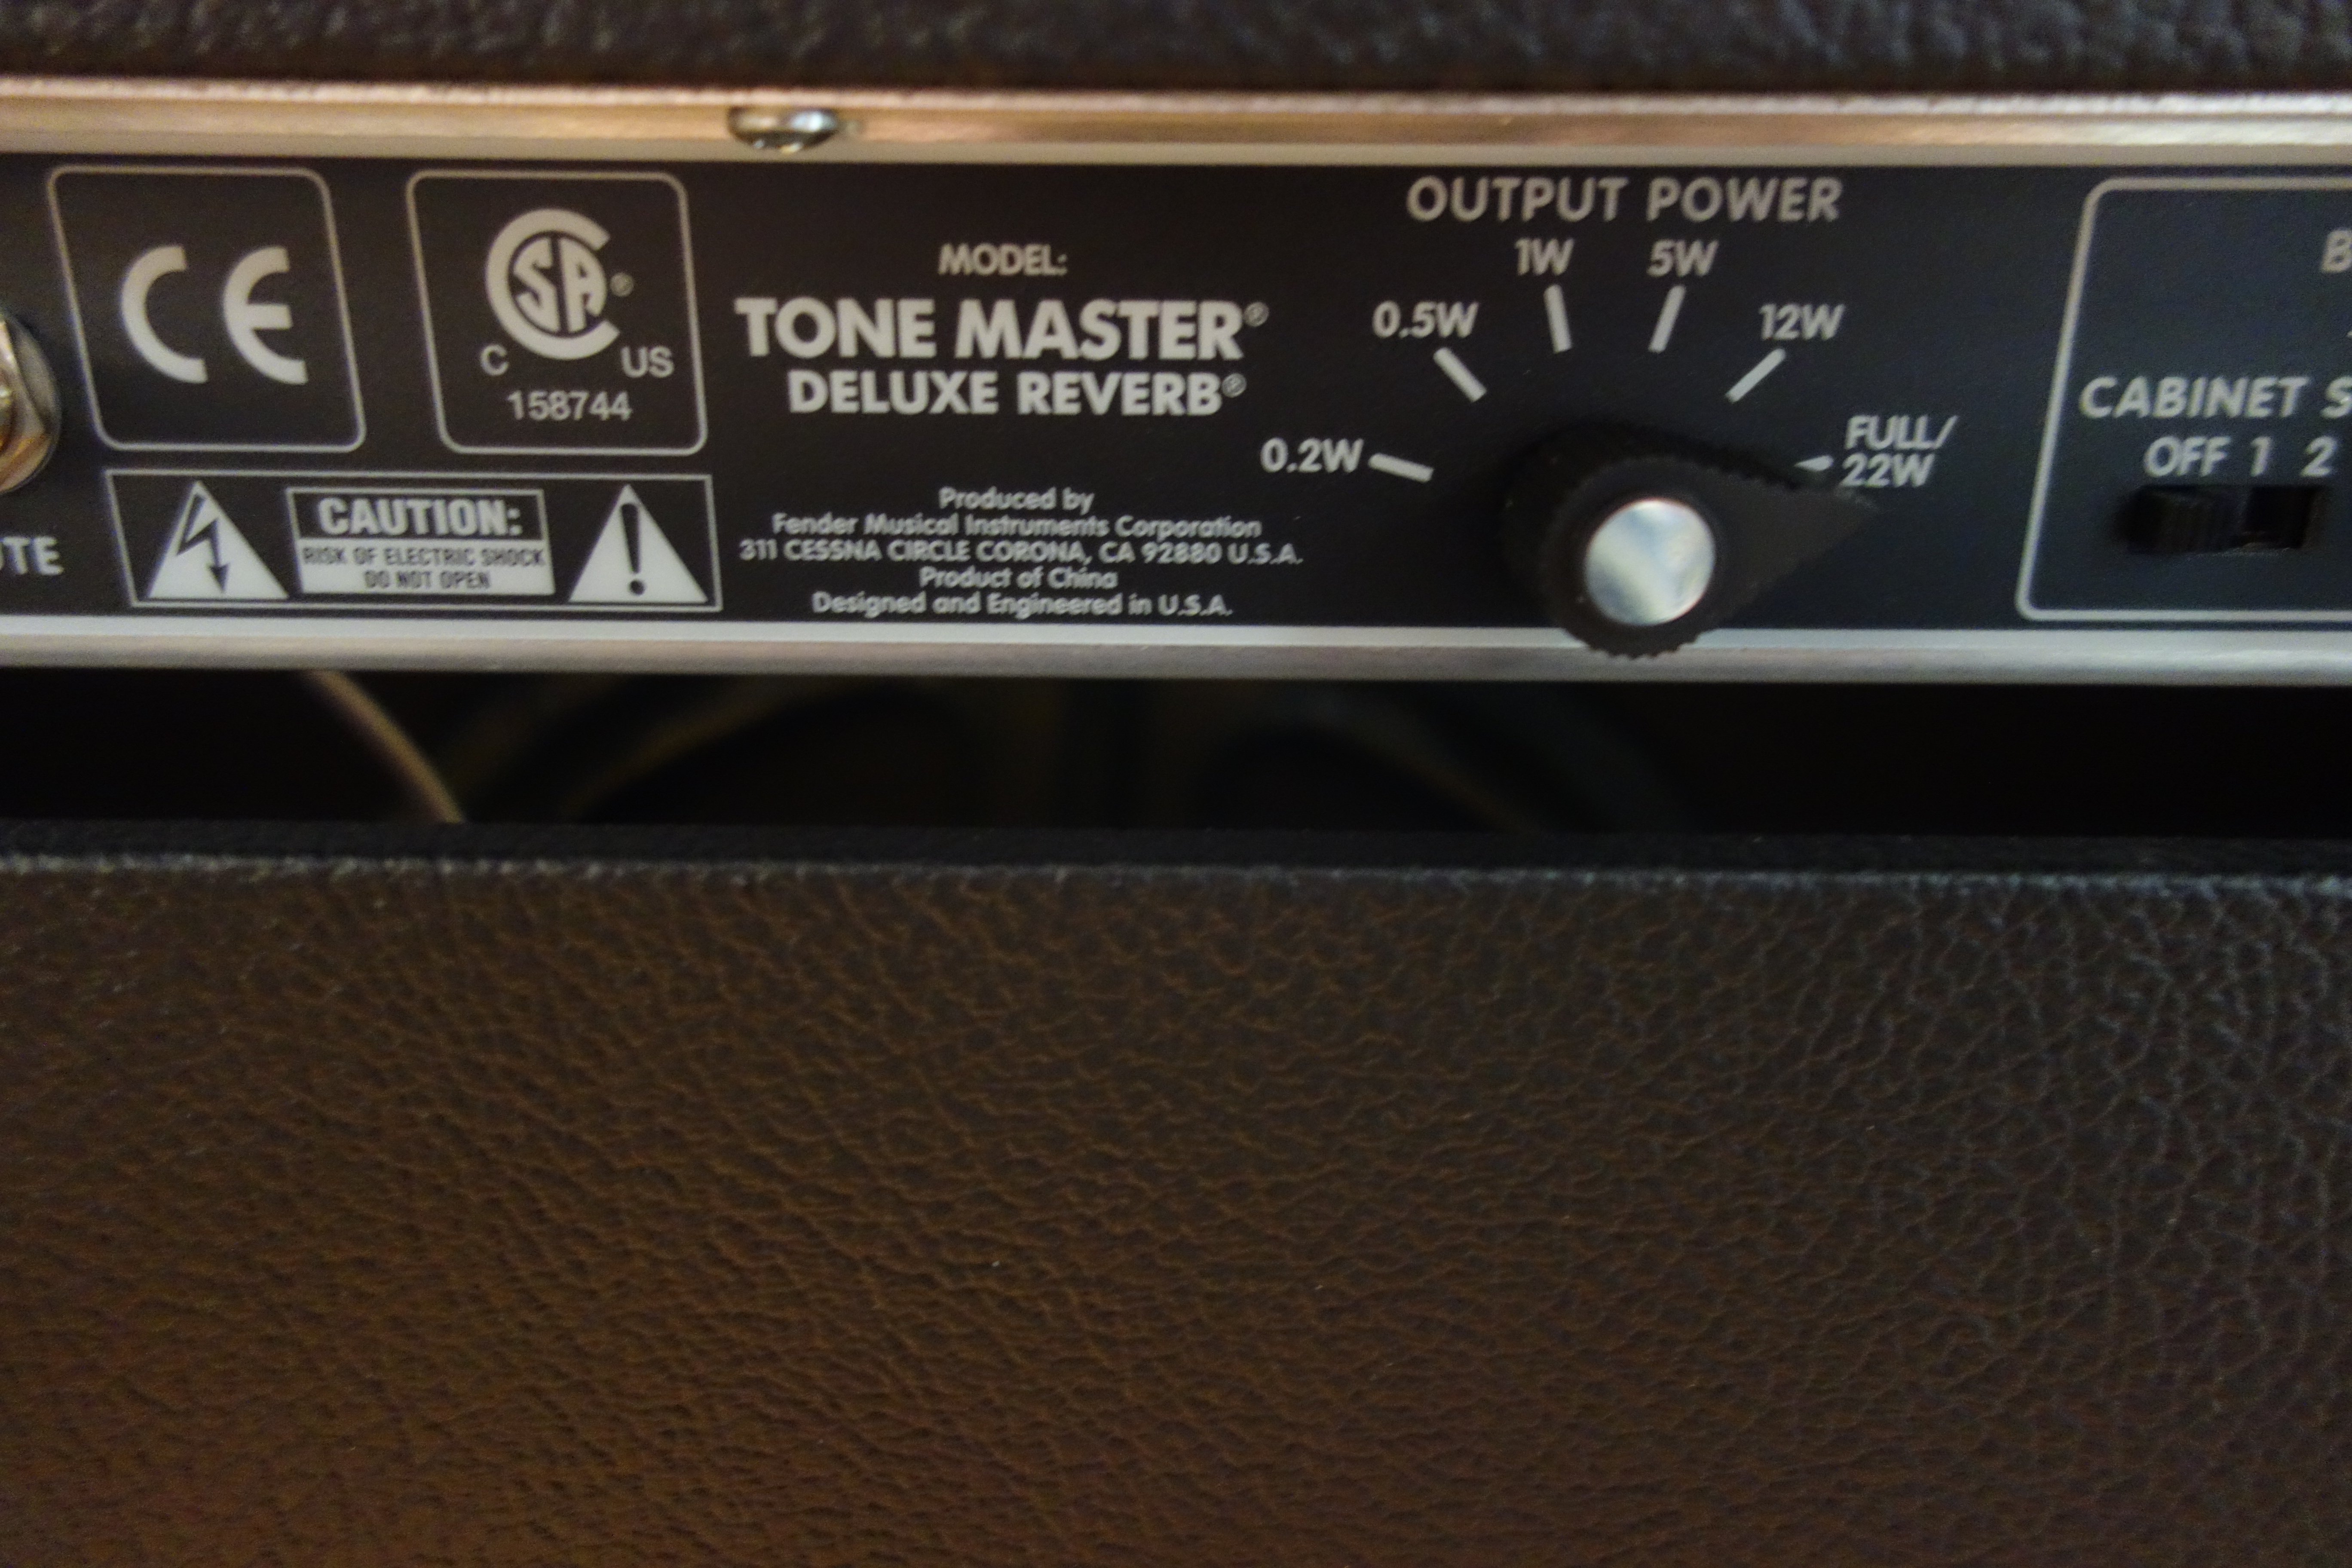 CE
CSA®
C US
158744
CAUTION:
RISK OF ELECTRIC SHOCK
DO NOT OPEN
MODEL:
TONE MASTER®
DELUXE REVERB®
Produced by
Fender Musical Instruments Corporation
311 CESSNA CIRCLE CORONA, CA 92880 U.S.A.
Product of China
Designed and Engineered in U.S.A.
OUTPUT POWER
1W 5W
0.5W 12W
0.2W FULL/
22W
CABINET
OFF 1 2